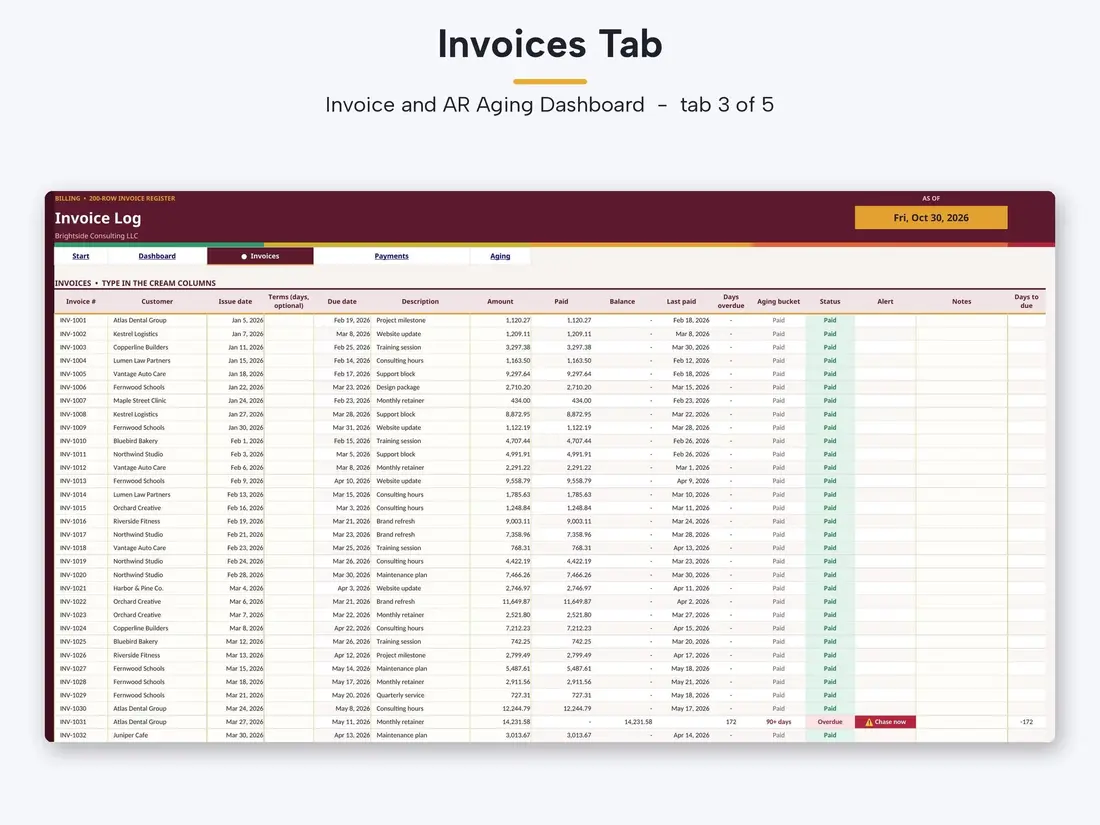 Invoices Tab
Invoice and AR Aging Dashboard - tab 3 of 5
BILLING • 200-ROW INVOICE REGISTER AS OF
Invoice Log Fri, Oct 30, 2026
Brightside Consulting LLC
Start Dashboard ● Invoices Payments Aging
INVOICES • TYPE IN THE CREAM COLUMNS
Invoice # Customer Issue date Terms (days, optional) Due date Description Amount Paid Balance Last paid Days overdue Aging bucket Status Alert Notes Days to due
INV-1001 Atlas Dental Group Jan 5, 2026 Feb 19, 2026 Project milestone 1,120.27 1,120.27 - Feb 18, 2026 - Paid Paid
INV-1002 Kestrel Logistics Jan 7, 2026 Mar 8, 2026 Website update 1,209.11 1,209.11 - Mar 8, 2026 - Paid Paid
INV-1003 Copperline Builders Jan 11, 2026 Feb 25, 2026 Training session 3,297.38 3,297.38 - Mar 30, 2026 - Paid Paid
INV-1004 Lumen Law Partners Jan 15, 2026 Feb 14, 2026 Consulting hours 1,163.50 1,163.50 - Feb 12, 2026 - Paid Paid
INV-1005 Vantage Auto Care Jan 18, 2026 Feb 17, 2026 Support block 9,297.64 9,297.64 - Feb 18, 2026 - Paid Paid
INV-1006 Fernwood Schools Jan 22, 2026 Mar 23, 2026 Design package 2,710.20 2,710.20 - Mar 15, 2026 - Paid Paid
INV-1007 Maple Street Clinic Jan 24, 2026 Feb 23, 2026 Monthly retainer 434.00 434.00 - Feb 23, 2026 - Paid Paid
INV-1008 Kestrel Logistics Jan 27, 2026 Mar 28, 2026 Support block 8,872.95 8,872.95 - Mar 22, 2026 - Paid Paid
INV-1009 Fernwood Schools Jan 30, 2026 Mar 31, 2026 Website update 1,122.19 1,122.19 - Mar 28, 2026 - Paid Paid
INV-1010 Bluebird Bakery Feb 1, 2026 Feb 15, 2026 Training session 4,707.44 4,707.44 - Feb 26, 2026 - Paid Paid
INV-1011 Northwind Studio Feb 3, 2026 Mar 5, 2026 Support block 4,991.91 4,991.91 - Feb 26, 2026 - Paid Paid
INV-1012 Vantage Auto Care Feb 6, 2026 Mar 8, 2026 Monthly retainer 2,291.22 2,291.22 - Mar 1, 2026 - Paid Paid
INV-1013 Fernwood Schools Feb 9, 2026 Apr 10, 2026 Website update 9,558.79 9,558.79 - Apr 9, 2026 - Paid Paid
INV-1014 Lumen Law Partners Feb 13, 2026 Mar 15, 2026 Consulting hours 1,785.63 1,785.63 - Mar 10, 2026 - Paid Paid
INV-1015 Orchard Creative Feb 16, 2026 Mar 3, 2026 Consulting hours 1,248.84 1,248.84 - Mar 11, 2026 - Paid Paid
INV-1016 Riverside Fitness Feb 19, 2026 Mar 21, 2026 Brand refresh 9,003.11 9,003.11 - Mar 24, 2026 - Paid Paid
INV-1017 Northwind Studio Feb 21, 2026 Mar 23, 2026 Brand refresh 7,358.96 7,358.96 - Mar 28, 2026 - Paid Paid
INV-1018 Vantage Auto Care Feb 23, 2026 Mar 25, 2026 Training session 768.31 768.31 - Apr 13, 2026 - Paid Paid
INV-1019 Northwind Studio Feb 24, 2026 Mar 26, 2026 Consulting hours 4,422.19 4,422.19 - Mar 23, 2026 - Paid Paid
INV-1020 Northwind Studio Feb 28, 2026 Mar 30, 2026 Maintenance plan 7,466.26 7,466.26 - Mar 30, 2026 - Paid Paid
INV-1021 Harbor & Pine Co. Mar 4, 2026 Apr 3, 2026 Website update 2,746.97 2,746.97 - Apr 11, 2026 - Paid Paid
INV-1022 Orchard Creative Mar 6, 2026 Mar 21, 2026 Brand refresh 11,649.87 11,649.87 - Apr 2, 2026 - Paid Paid
INV-1023 Orchard Creative Mar 7, 2026 Mar 22, 2026 Monthly retainer 2,521.80 2,521.80 - Mar 27, 2026 - Paid Paid
INV-1024 Copperline Builders Mar 8, 2026 Apr 22, 2026 Consulting hours 7,212.23 7,212.23 - Apr 15, 2026 - Paid Paid
INV-1025 Bluebird Bakery Mar 12, 2026 Mar 26, 2026 Training session 742.25 742.25 - Mar 20, 2026 - Paid Paid
INV-1026 Riverside Fitness Mar 13, 2026 Apr 12, 2026 Project milestone 2,799.49 2,799.49 - Apr 17, 2026 - Paid Paid
INV-1027 Fernwood Schools Mar 15, 2026 May 14, 2026 Maintenance plan 5,487.61 5,487.61 - May 18, 2026 - Paid Paid
INV-1028 Fernwood Schools Mar 18, 2026 May 17, 2026 Monthly retainer 2,911.56 2,911.56 - May 21, 2026 - Paid Paid
INV-1029 Fernwood Schools Mar 21, 2026 May 20, 2026 Quarterly service 727.31 727.31 - May 18, 2026 - Paid Paid
INV-1030 Atlas Dental Group Mar 24, 2026 May 8, 2026 Consulting hours 12,244.79 12,244.79 - May 17, 2026 - Paid Paid
INV-1031 Atlas Dental Group Mar 27, 2026 May 11, 2026 Monthly retainer 14,231.58 - 14,231.58 172 90+ days Overdue ⚠ Chase now -172
INV-1032 Juniper Cafe Mar 30, 2026 Apr 13, 2026 Maintenance plan 3,013.67 3,013.67 - Apr 14, 2026 - Paid Paid